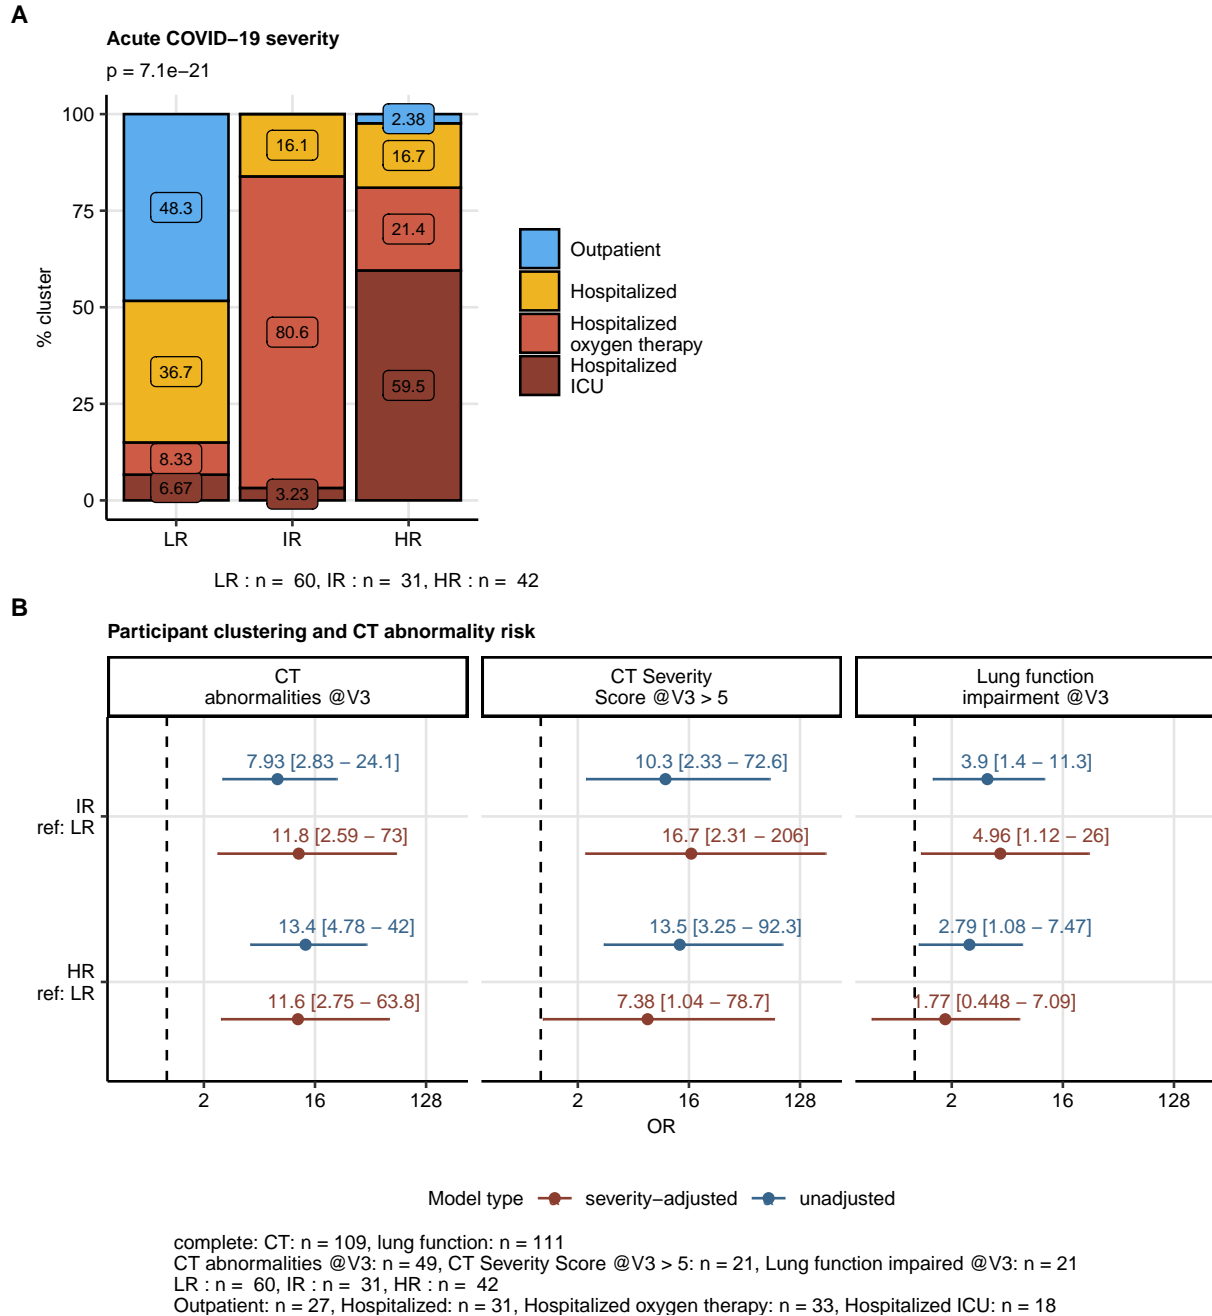 A
Acute COVID−19 severity
p = 7.1e−21
100
75
50
25
0
% cluster
48.3
36.7
8.33
6.67
16.1
80.6
3.23
2.38
16.7
21.4
59.5
LR
IR
HR
Outpatient
Hospitalized
Hospitalized
oxygen therapy
Hospitalized
ICU
LR : n =  60, IR : n =  31, HR : n =  42
B
Participant clustering and CT abnormality risk
CT
abnormalities @V3
CT Severity
Score @V3 > 5
Lung function
impairment @V3
IR
ref: LR
HR
ref: LR
7.93 [2.83 − 24.1]
11.8 [2.59 − 73]
13.4 [4.78 − 42]
11.6 [2.75 − 63.8]
10.3 [2.33 − 72.6]
16.7 [2.31 − 206]
13.5 [3.25 − 92.3]
7.38 [1.04 − 78.7]
3.9 [1.4 − 11.3]
4.96 [1.12 − 26]
2.79 [1.08 − 7.47]
1.77 [0.448 − 7.09]
2 16 128
2 16 128
2 16 128
OR
Model type severity−adjusted unadjusted
complete: CT: n = 109, lung function: n = 111
CT abnormalities @V3: n = 49, CT Severity Score @V3 > 5: n = 21, Lung function impaired @V3: n = 21
LR : n =  60, IR : n =  31, HR : n =  42
Outpatient: n = 27, Hospitalized: n = 31, Hospitalized oxygen therapy: n = 33, Hospitalized ICU: n = 18